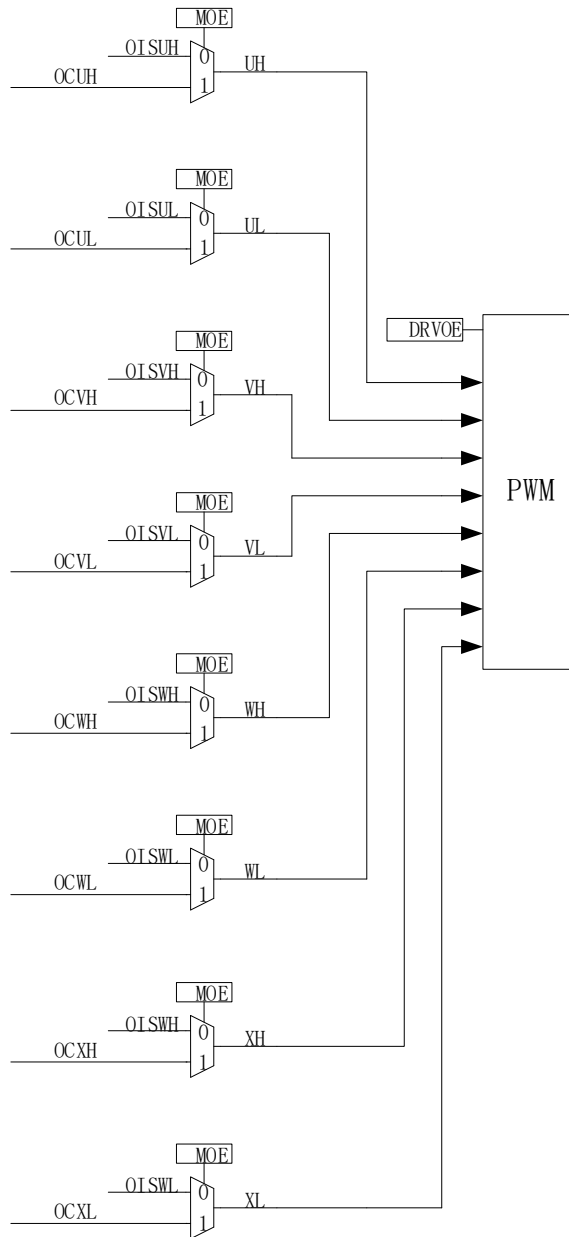 MOE
OISUH
0
OCUH
1
UH
MOE
OISUL
0
OCUL
1
UL
DRVOE
MOE
OISVH
0
OCVH
1
VH
PWM
MOE
OISVL
0
OCVL
1
VL
MOE
OISWH
0
OCWH
1
WH
MOE
OISWL
0
OCWL
1
WL
MOE
OISWH
0
OCXH
1
XH
MOE
OISWL
0
OCXL
1
XL